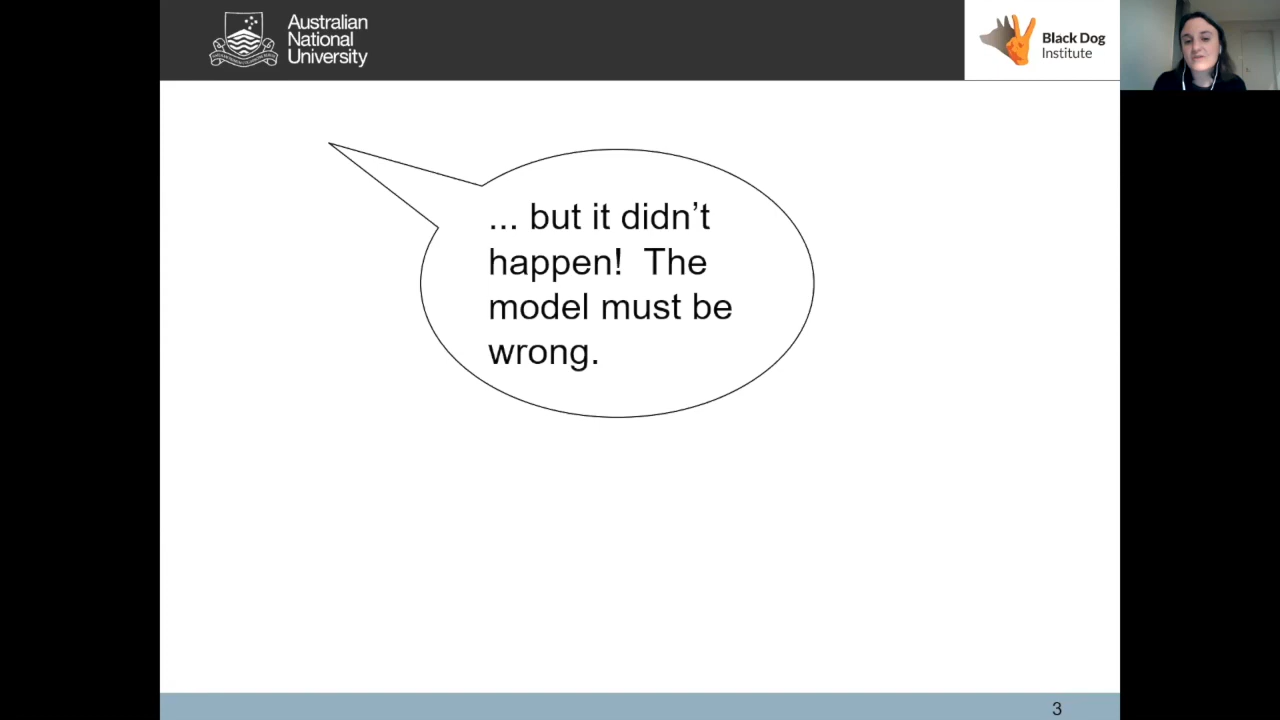 Australian
National
University
Black Dog
Institute
... but it didn’t
happen!  The
model must be
wrong.
3